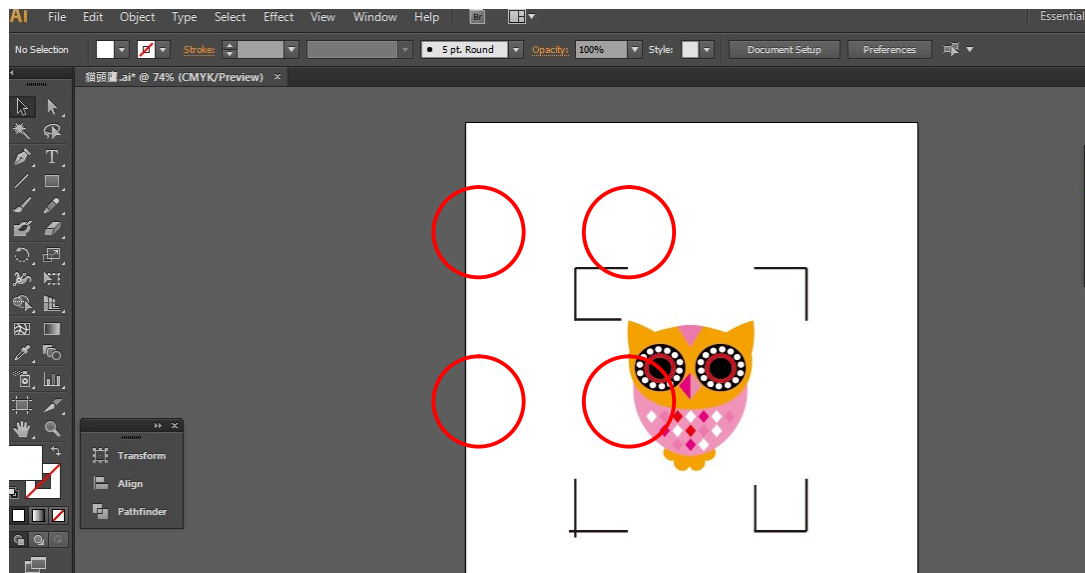 Ai File Edit Object Type Select Effect View Window Help Br Essential
No Selection Stroke: 5 pt. Round Opacity: 100% Style: Document Setup Preferences
貓頭鷹.ai* @ 74% (CMYK/Preview) ×
T
Transform
Align
Pathfinder